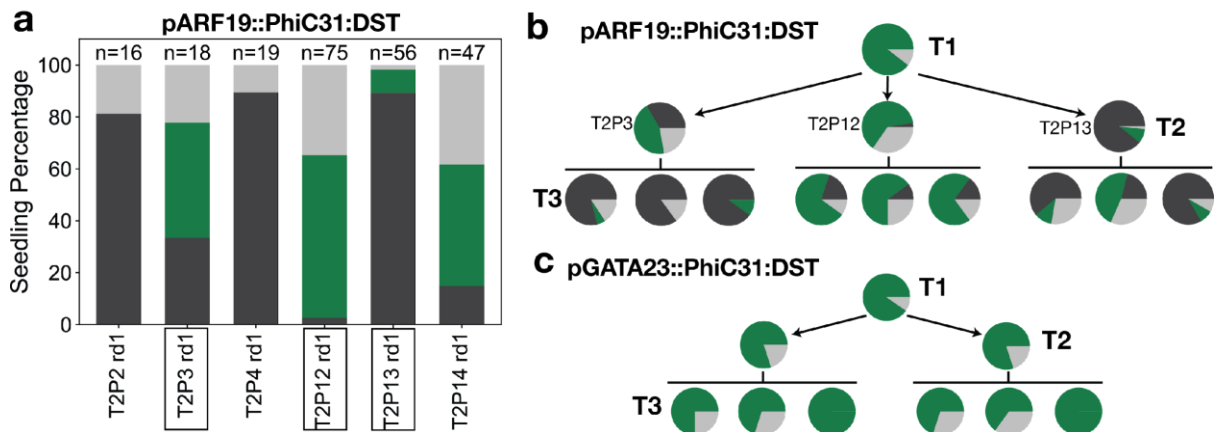 a
pARF19::PhiC31:DST
n=16 n=18 n=19 n=75 n=56 n=47
Seedling Percentage
100
80
60
40
20
0
T2P2 rd1
T2P3 rd1
T2P4 rd1
T2P12 rd1
T2P13 rd1
T2P14 rd1
b
pARF19::PhiC31:DST
T1
T2P3
T2P12
T2P13
T2
T3
c
pGATA23::PhiC31:DST
T1
T2
T3